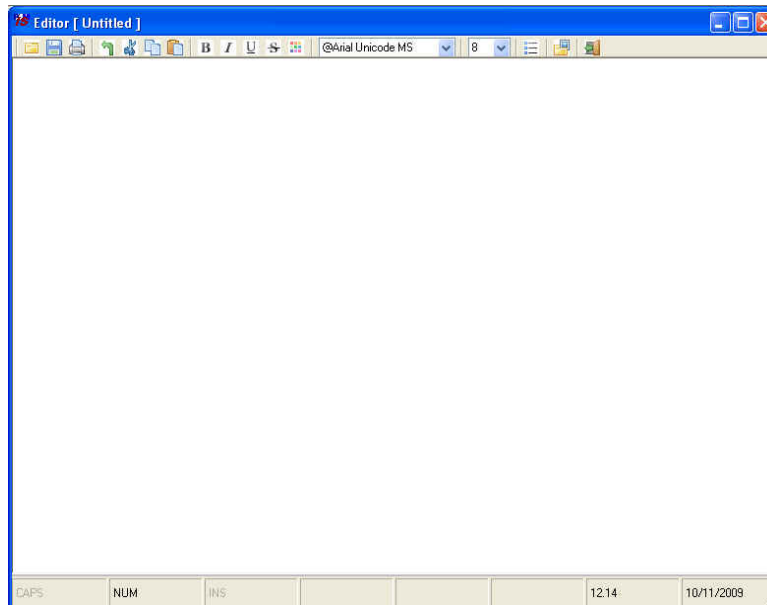 Editor [ Untitled ]
B I U S @Arial Unicode MS 8
CAPS NUM INS 12.14 10/11/2009